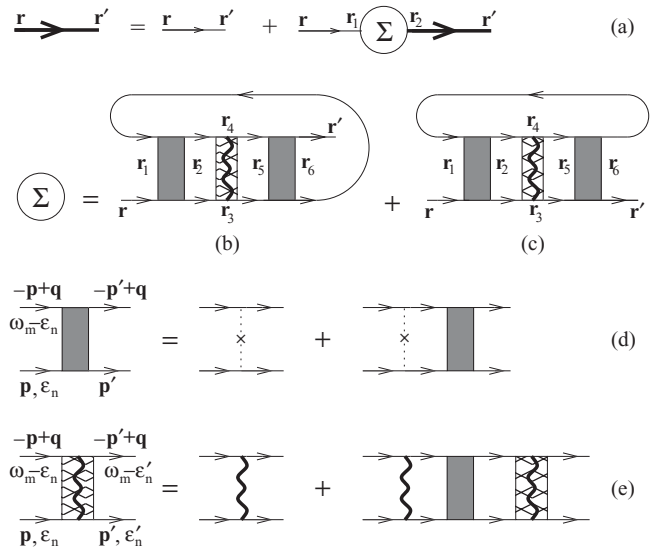 r r′ = r r′ + r r₁ Σ r₂ r′ (a)
r₄ r′ r₄
r₁ r₂ r₅ r₆ r₁ r₂ r₅ r₆
Σ = r r₃ + r r₃ r′
(b) (c)
−p+q −p′+q
ωₘ−εₙ = × + × (d)
p, εₙ p′
−p+q −p′+q
ωₘ−εₙ ωₘ−ε′ₙ = + (e)
p, εₙ p′, ε′ₙ